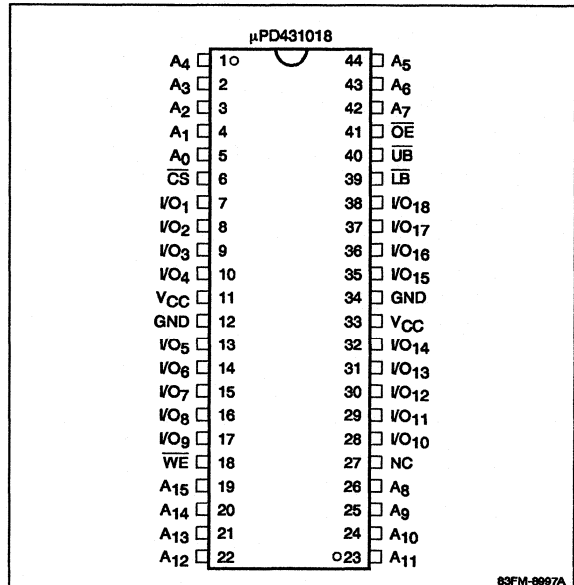 μPD431018
A4 1 44 A5
A3 2 43 A6
A2 3 42 A7
A1 4 41 OE
A0 5 40 UB
CS 6 39 LB
I/O1 7 38 I/O18
I/O2 8 37 I/O17
I/O3 9 36 I/O16
I/O4 10 35 I/O15
VCC 11 34 GND
GND 12 33 VCC
I/O5 13 32 I/O14
I/O6 14 31 I/O13
I/O7 15 30 I/O12
I/O8 16 29 I/O11
I/O9 17 28 I/O10
WE 18 27 NC
A15 19 26 A8
A14 20 25 A9
A13 21 24 A10
A12 22 23 A11
83FM-8997A